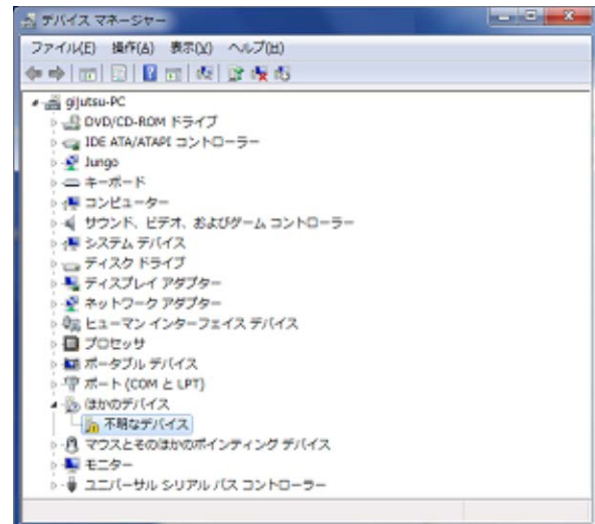 デバイス マネージャー
ファイル(F) 操作(A) 表示(V) ヘルプ(H)
gijutsu-PC
DVD/CD-ROM ドライブ
IDE ATA/ATAPI コントローラー
Jungo
キーボード
コンピューター
サウンド、ビデオ、およびゲーム コントローラー
システム デバイス
ディスク ドライブ
ディスプレイ アダプター
ネットワーク アダプター
ヒューマン インターフェイス デバイス
プロセッサ
ポータブル デバイス
ポート (COM と LPT)
ほかのデバイス
不明なデバイス
マウスとそのほかのポインティング デバイス
モニター
ユニバーサル シリアル バス コントローラー